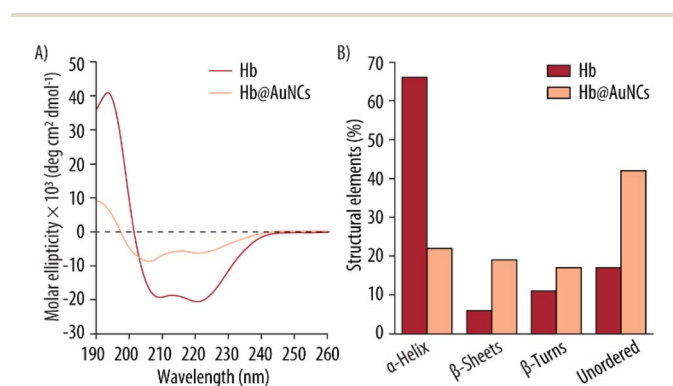 A)
Molar ellipticity × 10³ (deg cm² dmol⁻¹)
50
40
30
20
10
0
-10
-20
-30
Hb
Hb@AuNCs
190 200 210 220 230 240 250 260
Wavelength (nm)
B)
Structural elements (%)
70
60
50
40
30
20
10
0
Hb
Hb@AuNCs
α-Helix
β-Sheets
β-Turns
Unordered